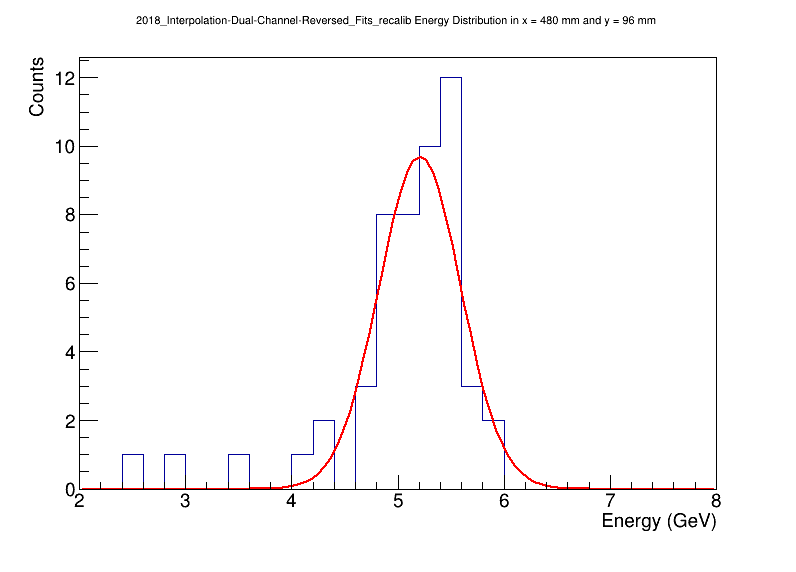 2018_Interpolation-Dual-Channel-Reversed_Fits_recalib Energy Distribution in x = 480 mm and y = 96 mm
Counts
12
10
8
6
4
2
0
2 3 4 5 6 7 8
Energy (GeV)